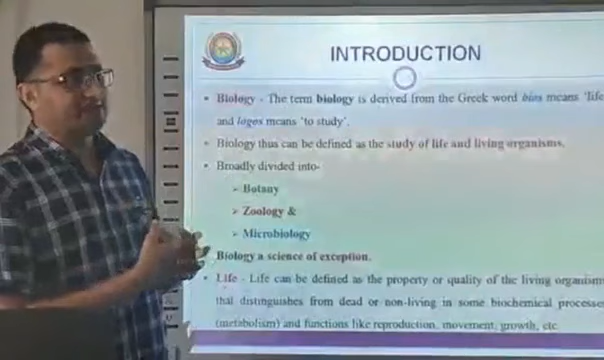 INTRODUCTION
Biology - The term biology is derived from the Greek word bios means 'life
and logos means 'to study'.
Biology thus can be defined as the study of life and living organisms.
Broadly divided into-
Botany
Zoology &
Microbiology
Biology a science of exception.
Life - Life can be defined as the property or quality of the living organisms
that distinguishes from dead or non-living in some biochemical processes
(metabolism) and functions like reproduction, movement, growth, etc.